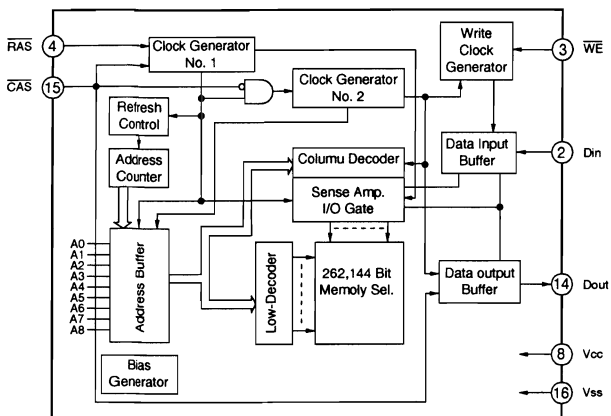 RAS
4
Clock Generator
No. 1
Write
Clock
Generator
3
WE
CAS
15
Clock Generator
No. 2
Refresh
Control
Address
Counter
Columu Decoder
Data Input
Buffer
2
Din
Sense Amp.
I/O Gate
A0
A1
A2
A3
A4
A5
A6
A7
A8
Address Buffer
Low-Decoder
262,144 Bit
Memoly Sel.
Data output
Buffer
14
Dout
Bias
Generator
8
Vcc
16
Vss